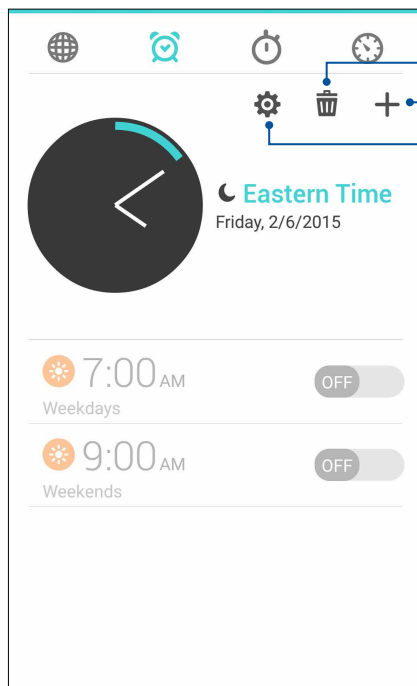 Eastern Time
Friday, 2/6/2015
7:00 AM
OFF
Weekdays
9:00 AM
OFF
Weekends